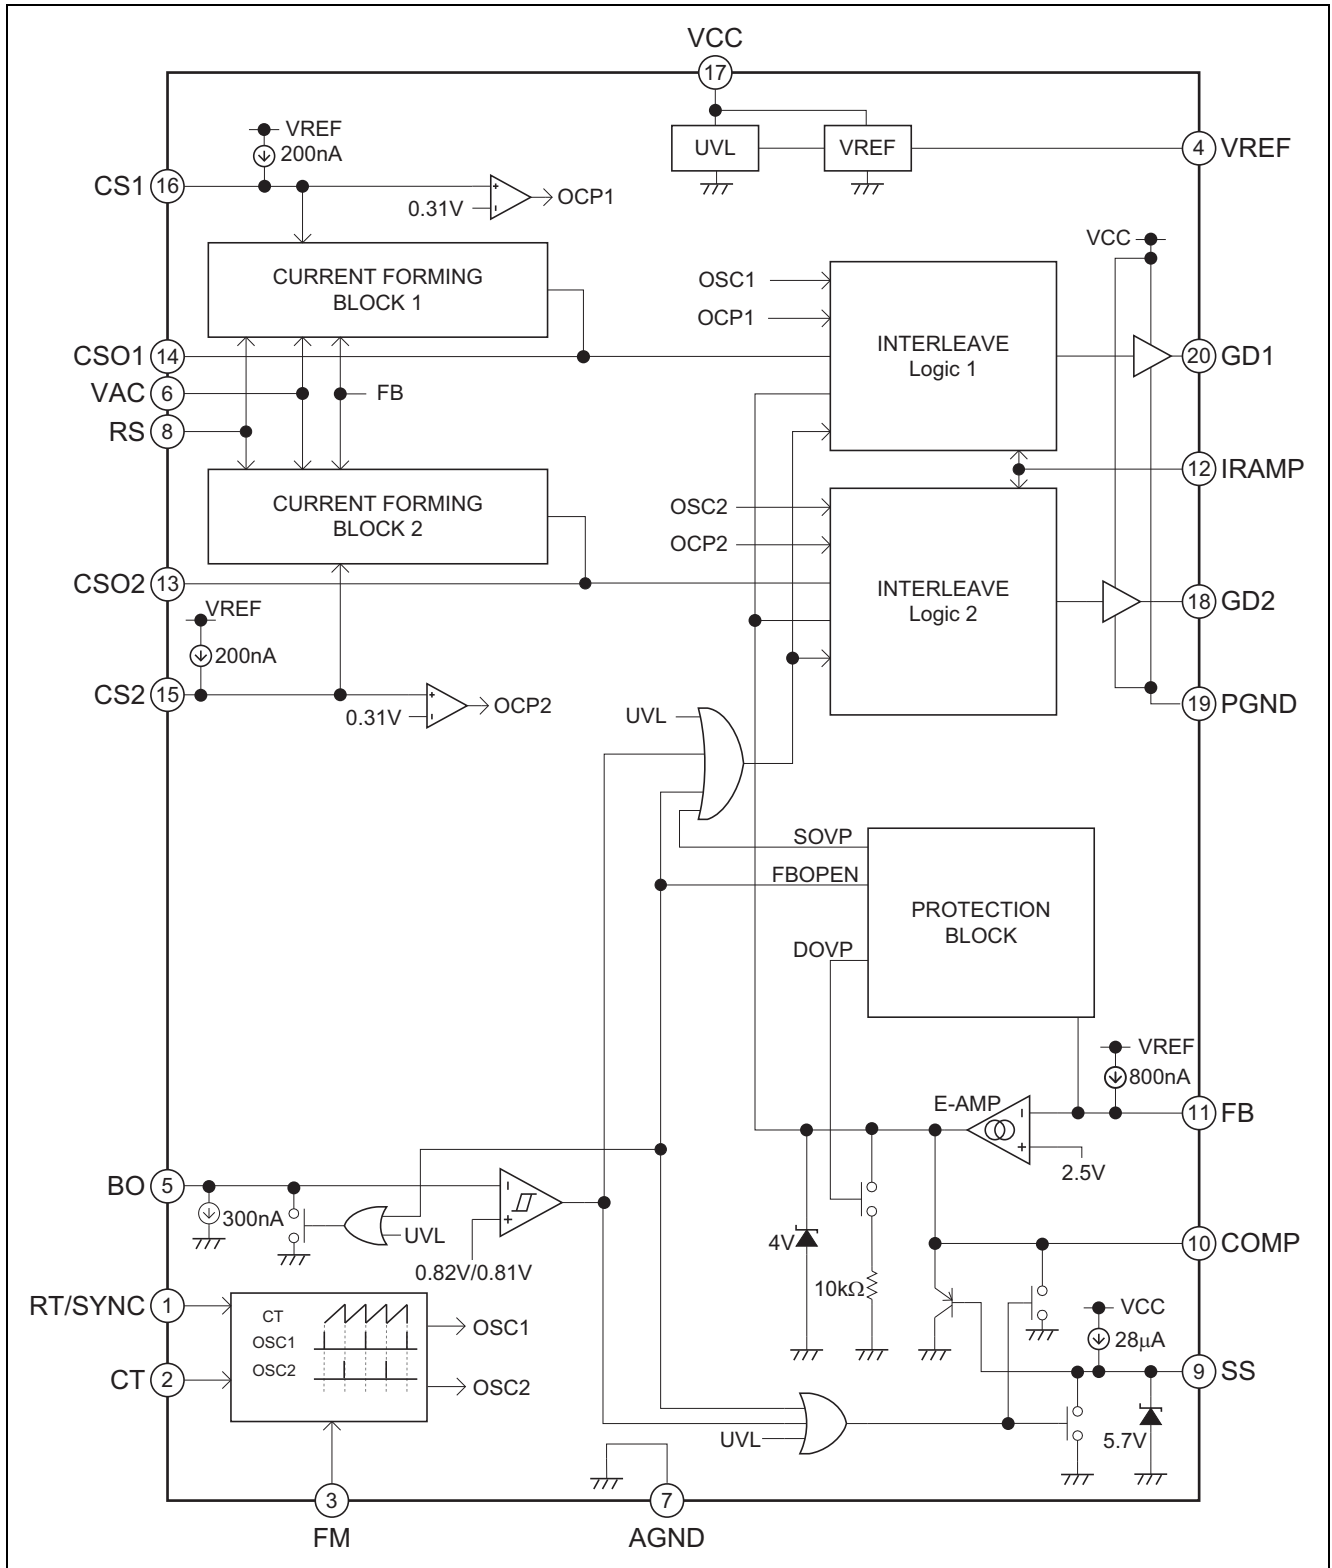 VCC
17
VREF
200nA
UVL
VREF
4
VREF
CS1
16
0.31V
+
-
OCP1
VCC
CURRENT FORMING
BLOCK 1
OSC1
OCP1
INTERLEAVE
Logic 1
CSO1
14
20
GD1
VAC
6
FB
RS
8
12
IRAMP
CURRENT FORMING
BLOCK 2
OSC2
OCP2
INTERLEAVE
Logic 2
CSO2
13
18
GD2
VREF
200nA
CS2
15
0.31V
+
-
OCP2
19
PGND
UVL
SOVP
FBOPEN
DOVP
PROTECTION
BLOCK
VREF
800nA
E-AMP
-
+
11
FB
2.5V
BO
5
300nA
UVL
-
+
0.82V/0.81V
4V
10kΩ
10
COMP
RT/SYNC
1
CT
OSC1
OSC2
OSC1
OSC2
CT
2
VCC
28μA
9
SS
UVL
5.7V
3
FM
7
AGND